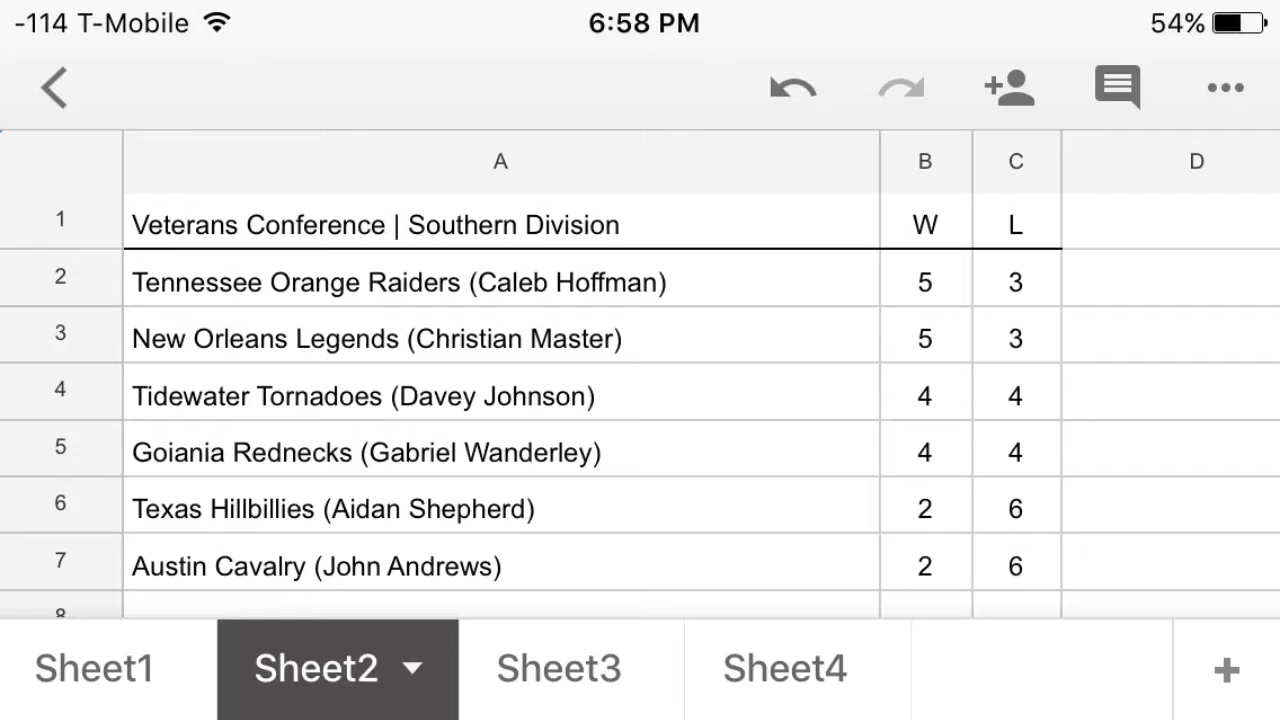 -114 T-Mobile 6:58 PM 54%
A B C D
1 Veterans Conference | Southern Division W L
2 Tennessee Orange Raiders (Caleb Hoffman) 5 3
3 New Orleans Legends (Christian Master) 5 3
4 Tidewater Tornadoes (Davey Johnson) 4 4
5 Goiania Rednecks (Gabriel Wanderley) 4 4
6 Texas Hillbillies (Aidan Shepherd) 2 6
7 Austin Cavalry (John Andrews) 2 6
8
Sheet1 Sheet2 Sheet3 Sheet4 +